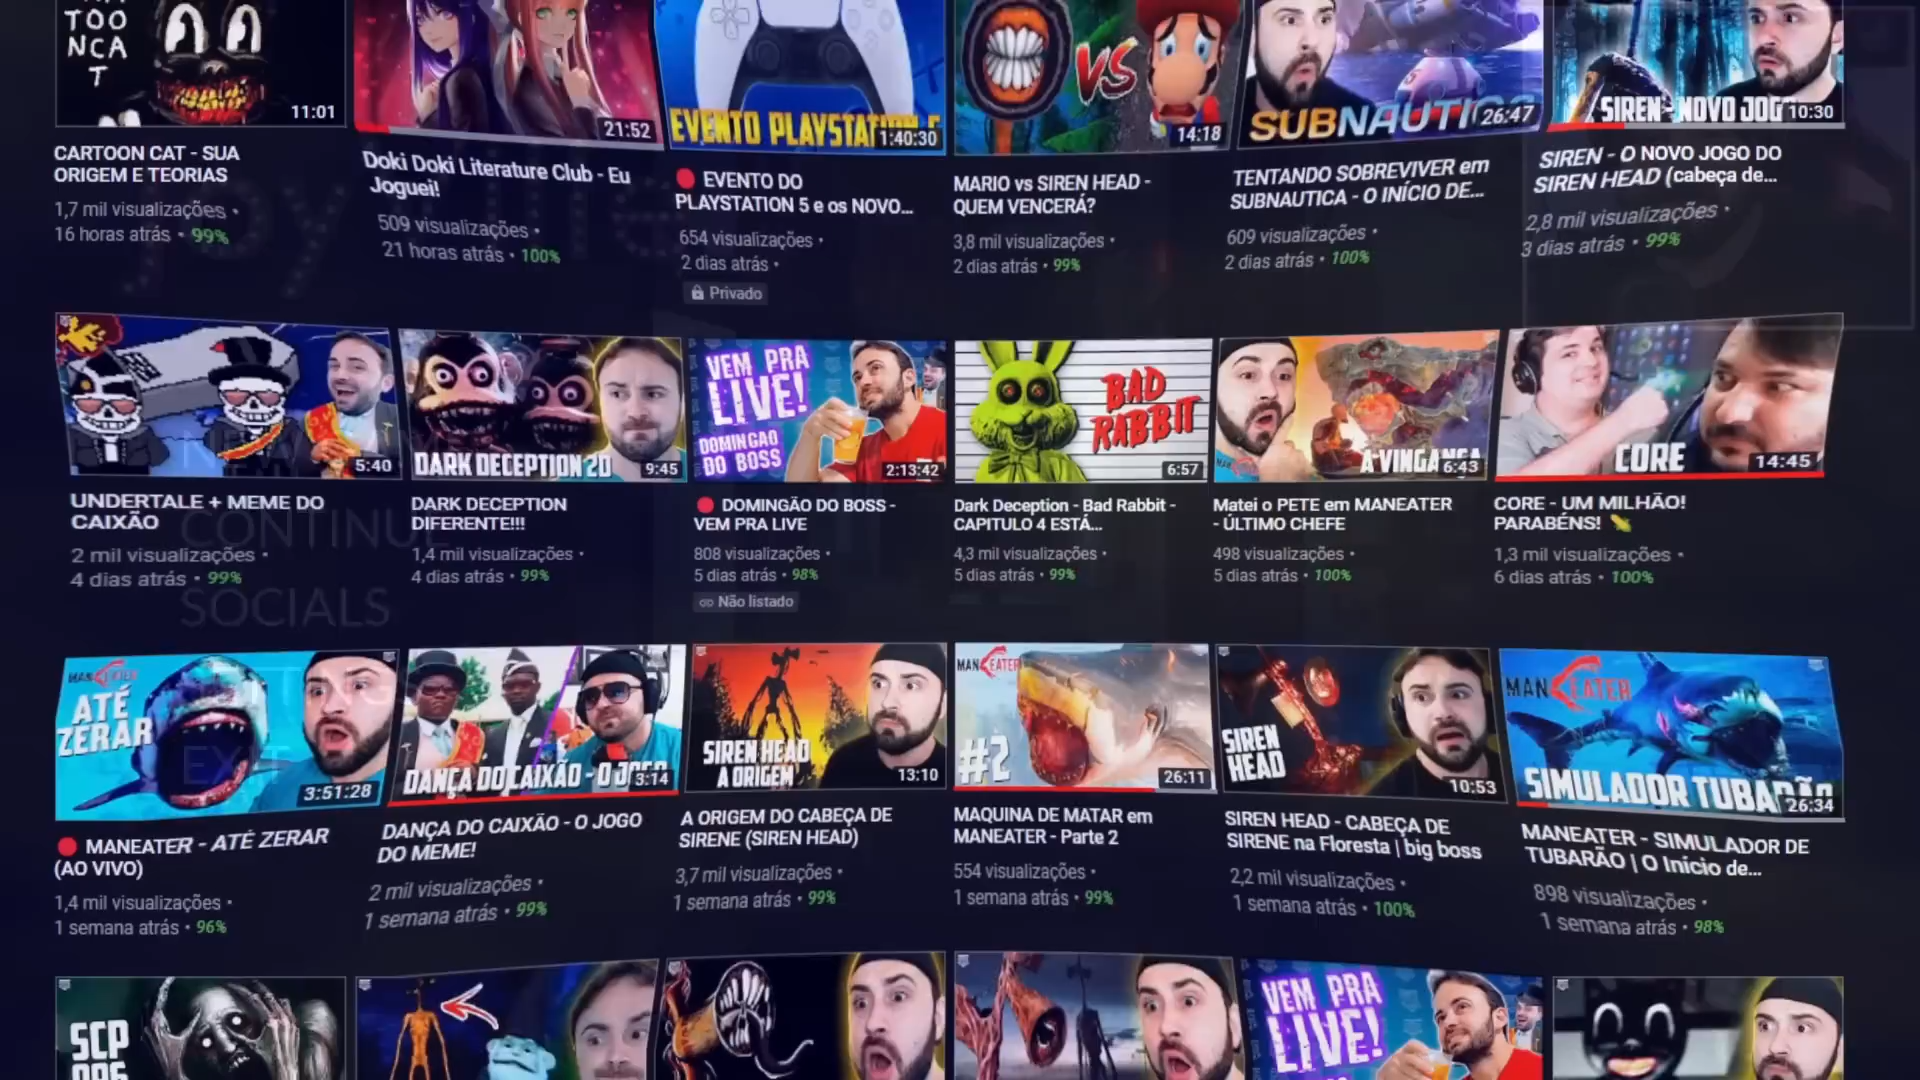 TOO
NCA
T
11:01
21:52
EVENTO PLAYSTATION
1:40:30
VS
14:18
SUBNAUTICA
26:47
SIREN - NOVO JOG
10:30
CARTOON CAT - SUA
ORIGEM E TEORIAS
1,7 mil visualizações •
16 horas atrás • 99%
Doki Doki Literature Club - Eu
Joguei!
509 visualizações •
21 horas atrás • 100%
EVENTO DO
PLAYSTATION 5 e os NOVO...
654 visualizações •
2 dias atrás •
Privado
MARIO vs SIREN HEAD -
QUEM VENCERÁ?
3,8 mil visualizações •
2 dias atrás • 99%
TENTANDO SOBREVIVER em
SUBNAUTICA - O INÍCIO DE...
609 visualizações •
2 dias atrás • 100%
SIREN - O NOVO JOGO DO
SIREN HEAD (cabeça de...
2,8 mil visualizações •
3 dias atrás • 99%
5:40
DARK DECEPTION 2D
9:45
VEM PRA
LIVE!
DOMINGAO
DO BOSS
2:13:42
BAD
RABBIT
6:57
A VINGANÇA
6:43
CORE
14:45
UNDERTALE + MEME DO
CAIXÃO
2 mil visualizações •
4 dias atrás • 99%
DARK DECEPTION
DIFERENTE!!!
1,4 mil visualizações •
4 dias atrás • 99%
DOMINGÃO DO BOSS -
VEM PRA LIVE
808 visualizações •
5 dias atrás • 98%
Não listado
Dark Deception - Bad Rabbit -
CAPITULO 4 ESTÁ...
4,3 mil visualizações •
5 dias atrás • 99%
Matei o PETE em MANEATER
- ÚLTIMO CHEFE
498 visualizações •
5 dias atrás • 100%
CORE - UM MILHÃO!
PARABÉNS!
1,3 mil visualizações •
6 dias atrás • 100%
CONTINUE
SOCIALS
EXIT
MANEATER
ATÉ
ZERAR
3:51:28
DANÇA DO CAIXÃO - O JOGO
3:14
SIREN HEAD
A ORIGEM
13:10
MANEATER
#2
26:11
SIREN
HEAD
10:53
MANEATER
SIMULADOR TUBARÃO
26:34
MANEATER - ATÉ ZERAR
(AO VIVO)
1,4 mil visualizações •
1 semana atrás • 96%
DANÇA DO CAIXÃO - O JOGO
DO MEME!
2 mil visualizações •
1 semana atrás • 99%
A ORIGEM DO CABEÇA DE
SIRENE (SIREN HEAD)
3,7 mil visualizações •
1 semana atrás • 99%
MAQUINA DE MATAR em
MANEATER - Parte 2
554 visualizações •
1 semana atrás • 99%
SIREN HEAD - CABEÇA DE
SIRENE na Floresta | big boss
2,2 mil visualizações •
1 semana atrás • 100%
MANEATER - SIMULADOR DE
TUBARÃO | O Início de...
898 visualizações •
1 semana atrás • 98%
SCP
096
VEM PRA
LIVE!